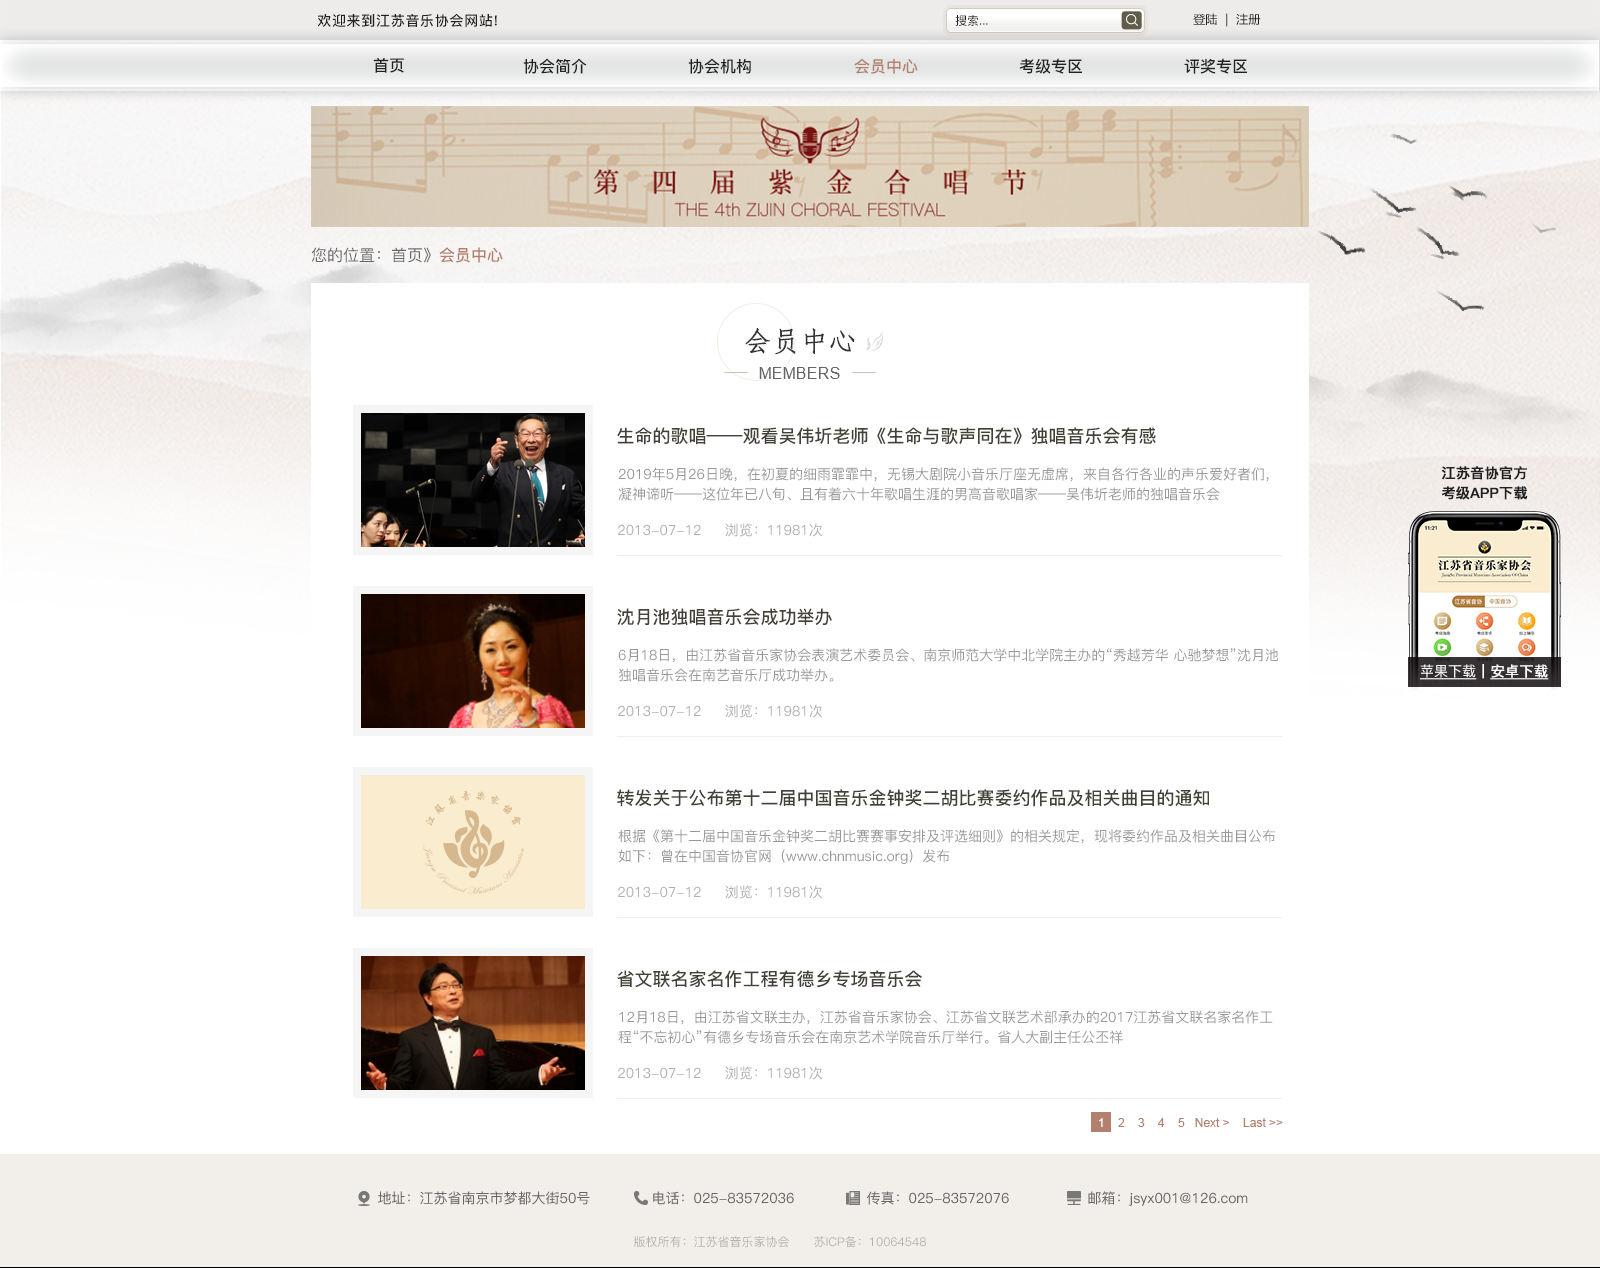 欢迎来到江苏音乐协会网站!
搜索...
登陆 | 注册
首页 协会简介 协会机构 会员中心 考级专区 评奖专区
第四届紫金合唱节
THE 4th ZIJIN CHORAL FESTIVAL
您的位置：首页》会员中心
会员中心
MEMBERS
生命的歌唱——观看吴伟圻老师《生命与歌声同在》独唱音乐会有感
2019年5月26日晚，在初夏的细雨霏霏中，无锡大剧院小音乐厅座无虚席，来自各行各业的声乐爱好者们，
凝神谛听——这位年已八旬、且有着六十年歌唱生涯的男高音歌唱家——吴伟圻老师的独唱音乐会
2013-07-12 浏览：11981次
沈月池独唱音乐会成功举办
6月18日，由江苏省音乐家协会表演艺术委员会、南京师范大学中北学院主办的“秀越芳华 心驰梦想”沈月池
独唱音乐会在南艺音乐厅成功举办。
2013-07-12 浏览：11981次
转发关于公布第十二届中国音乐金钟奖二胡比赛委约作品及相关曲目的通知
根据《第十二届中国音乐金钟奖二胡比赛赛事安排及评选细则》的相关规定，现将委约作品及相关曲目公布
如下：曾在中国音协官网（www.chnmusic.org）发布
2013-07-12 浏览：11981次
省文联名家名作工程有德乡专场音乐会
12月18日，由江苏省文联主办，江苏省音乐家协会、江苏省文联艺术部承办的2017江苏省文联名家名作工
程“不忘初心”有德乡专场音乐会在南京艺术学院音乐厅举行。省人大副主任公丕祥
2013-07-12 浏览：11981次
1 2 3 4 5 Next > Last >>
江苏音协官方
考级APP下载
11:21
江苏省音乐家协会
江苏省音协 中国音协
苹果下载 | 安卓下载
地址：江苏省南京市梦都大街50号 电话：025-83572036 传真：025-83572076 邮箱：jsyx001@126.com
版权所有：江苏省音乐家协会 苏ICP备：10064548